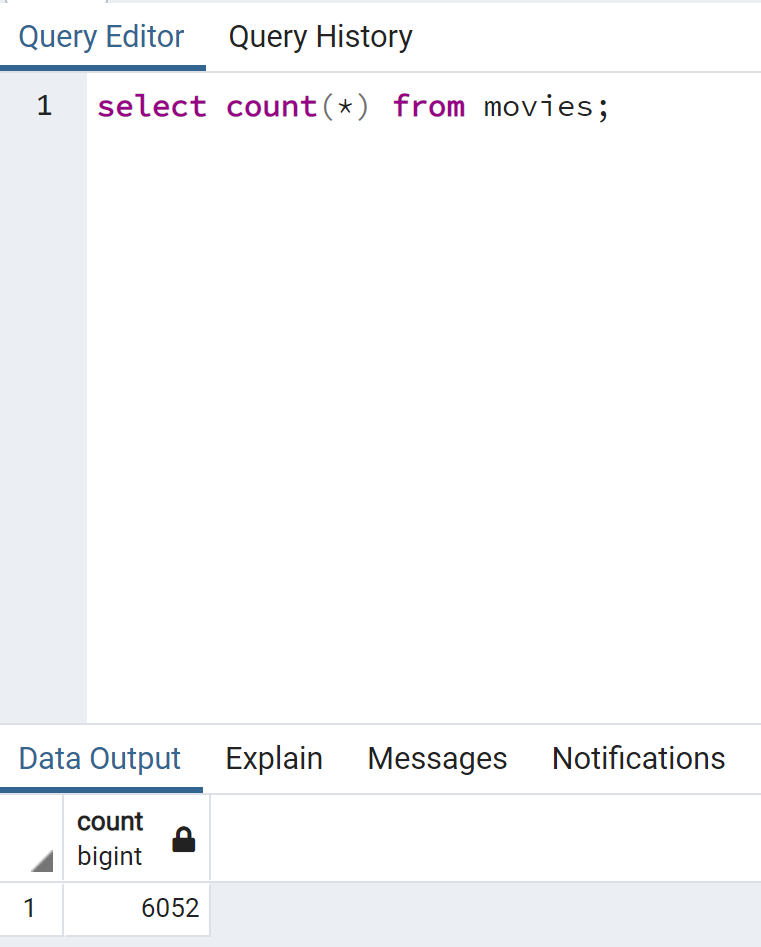 Query Editor Query History
1 select count(*) from movies;
Data Output Explain Messages Notifications
count
bigint
1 6052